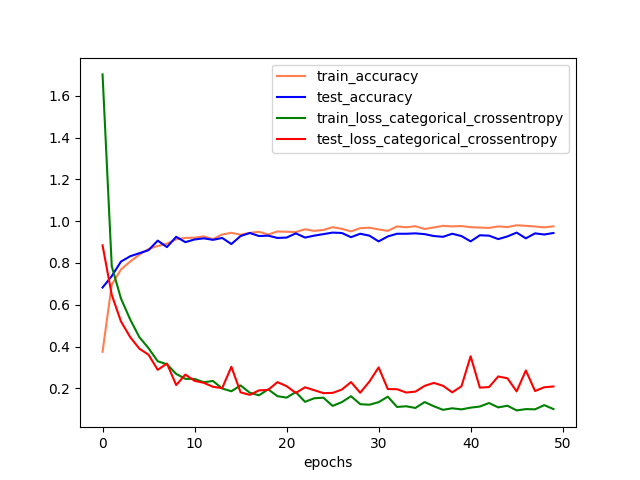 train_accuracy
test_accuracy
train_loss_categorical_crossentropy
test_loss_categorical_crossentropy
1.6
1.4
1.2
1.0
0.8
0.6
0.4
0.2
0 10 20 30 40 50
epochs